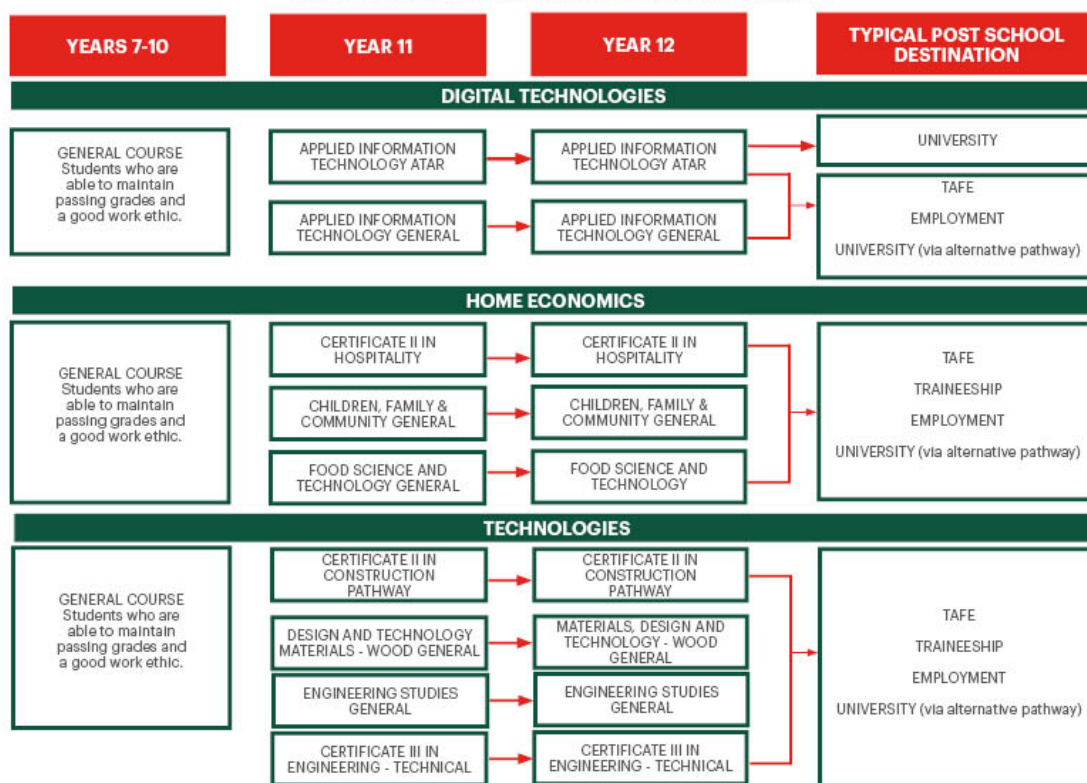 YEARS 7-10
YEAR 11
YEAR 12
TYPICAL POST SCHOOL
DESTINATION
DIGITAL TECHNOLOGIES
GENERAL COURSE
Students who are
able to maintain
passing grades and
a good work ethic.
APPLIED INFORMATION
TECHNOLOGY ATAR
APPLIED INFORMATION
TECHNOLOGY ATAR
UNIVERSITY
APPLIED INFORMATION
TECHNOLOGY GENERAL
APPLIED INFORMATION
TECHNOLOGY GENERAL
TAFE
EMPLOYMENT
UNIVERSITY (via alternative pathway)
HOME ECONOMICS
GENERAL COURSE
Students who are
able to maintain
passing grades and
a good work ethic.
CERTIFICATE II IN
HOSPITALITY
CERTIFICATE II IN
HOSPITALITY
CHILDREN, FAMILY &
COMMUNITY GENERAL
CHILDREN, FAMILY &
COMMUNITY GENERAL
FOOD SCIENCE AND
TECHNOLOGY GENERAL
FOOD SCIENCE AND
TECHNOLOGY
TAFE
TRAINEESHIP
EMPLOYMENT
UNIVERSITY (via alternative pathway)
TECHNOLOGIES
GENERAL COURSE
Students who are
able to maintain
passing grades and
a good work ethic.
CERTIFICATE II IN
CONSTRUCTION
PATHWAY
CERTIFICATE II IN
CONSTRUCTION
PATHWAY
DESIGN AND TECHNOLOGY
MATERIALS - WOOD GENERAL
MATERIALS, DESIGN AND
TECHNOLOGY - WOOD
GENERAL
ENGINEERING STUDIES
GENERAL
ENGINEERING STUDIES
GENERAL
CERTIFICATE III IN
ENGINEERING - TECHNICAL
CERTIFICATE III IN
ENGINEERING - TECHNICAL
TAFE
TRAINEESHIP
EMPLOYMENT
UNIVERSITY (via alternative pathway)